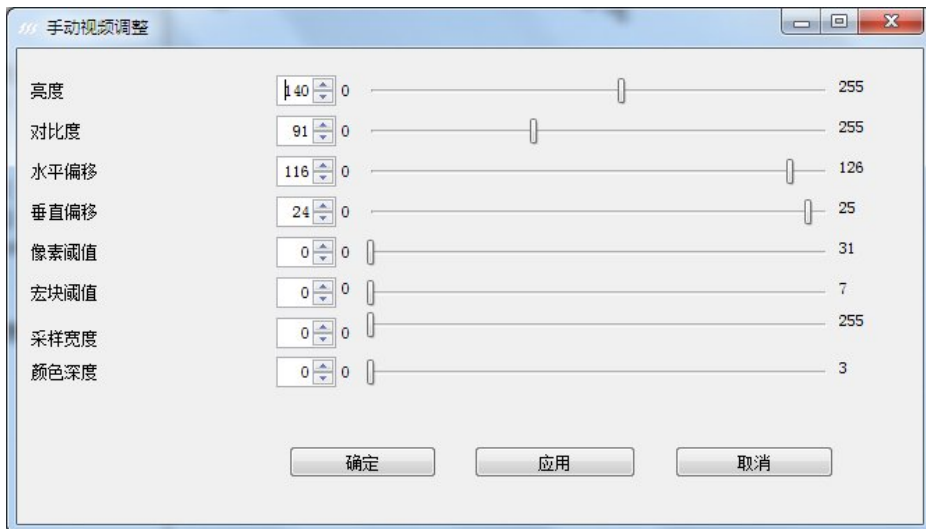 手动视频调整
亮度 140 0 255
对比度 91 0 255
水平偏移 116 0 126
垂直偏移 24 0 25
像素阈值 0 0 31
宏块阈值 0 0 7
采样宽度 0 0 255
颜色深度 0 0 3
确定 应用 取消